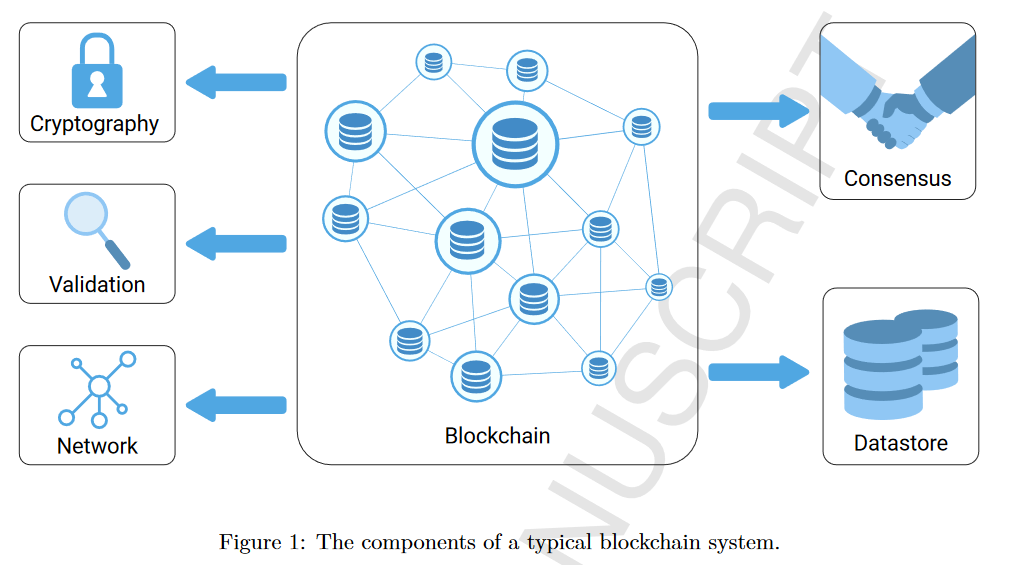 Cryptography
Validation
Network
Blockchain
Consensus
Datastore
NUSCRIPT
Figure 1: The components of a typical blockchain system.